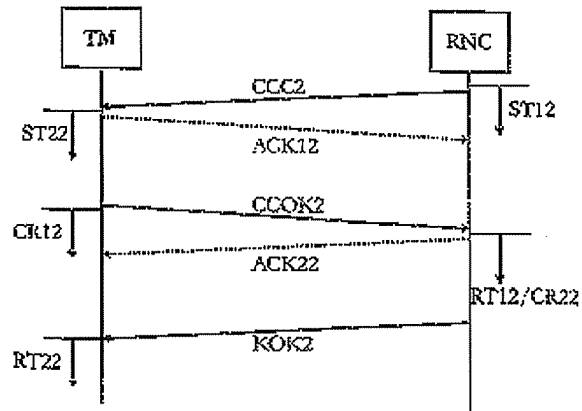 TM
RNC
CCC2
ST12
ST22
ACK12
CCOK2
CR12
ACK22
RT12/CR22
KOK2
RT22